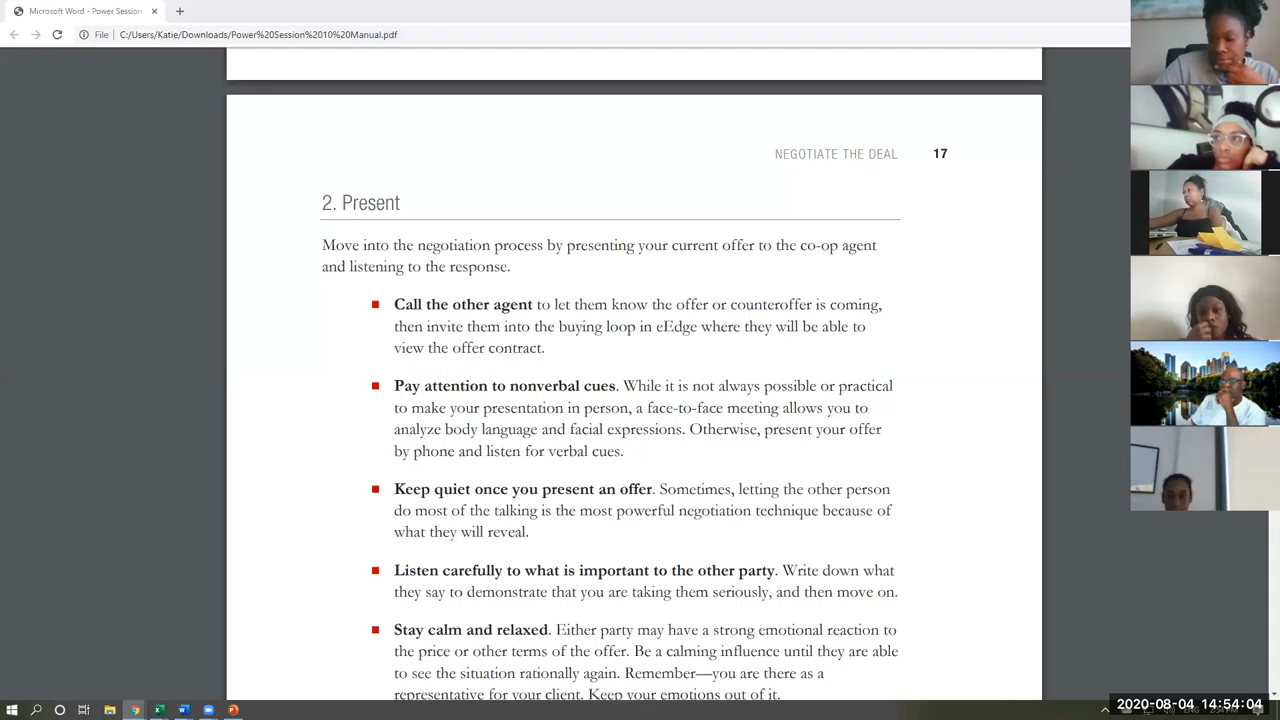 Microsoft Word - Power Session
File
C:/Users/Katie/Downloads/Power%20Session%2010%20Manual.pdf
NEGOTIATE THE DEAL 17
2. Present
Move into the negotiation process by presenting your current offer to the co-op agent
and listening to the response.
Call the other agent to let them know the offer or counteroffer is coming,
then invite them into the buying loop in eEdge where they will be able to
view the offer contract.
Pay attention to nonverbal cues. While it is not always possible or practical
to make your presentation in person, a face-to-face meeting allows you to
analyze body language and facial expressions. Otherwise, present your offer
by phone and listen for verbal cues.
Keep quiet once you present an offer. Sometimes, letting the other person
do most of the talking is the most powerful negotiation technique because of
what they will reveal.
Listen carefully to what is important to the other party. Write down what
they say to demonstrate that you are taking them seriously, and then move on.
Stay calm and relaxed. Either party may have a strong emotional reaction to
the price or other terms of the offer. Be a calming influence until they are able
to see the situation rationally again. Remember—you are there as a
representative for your client. Keep your emotions out of it.
2020-08-04 14:54:04